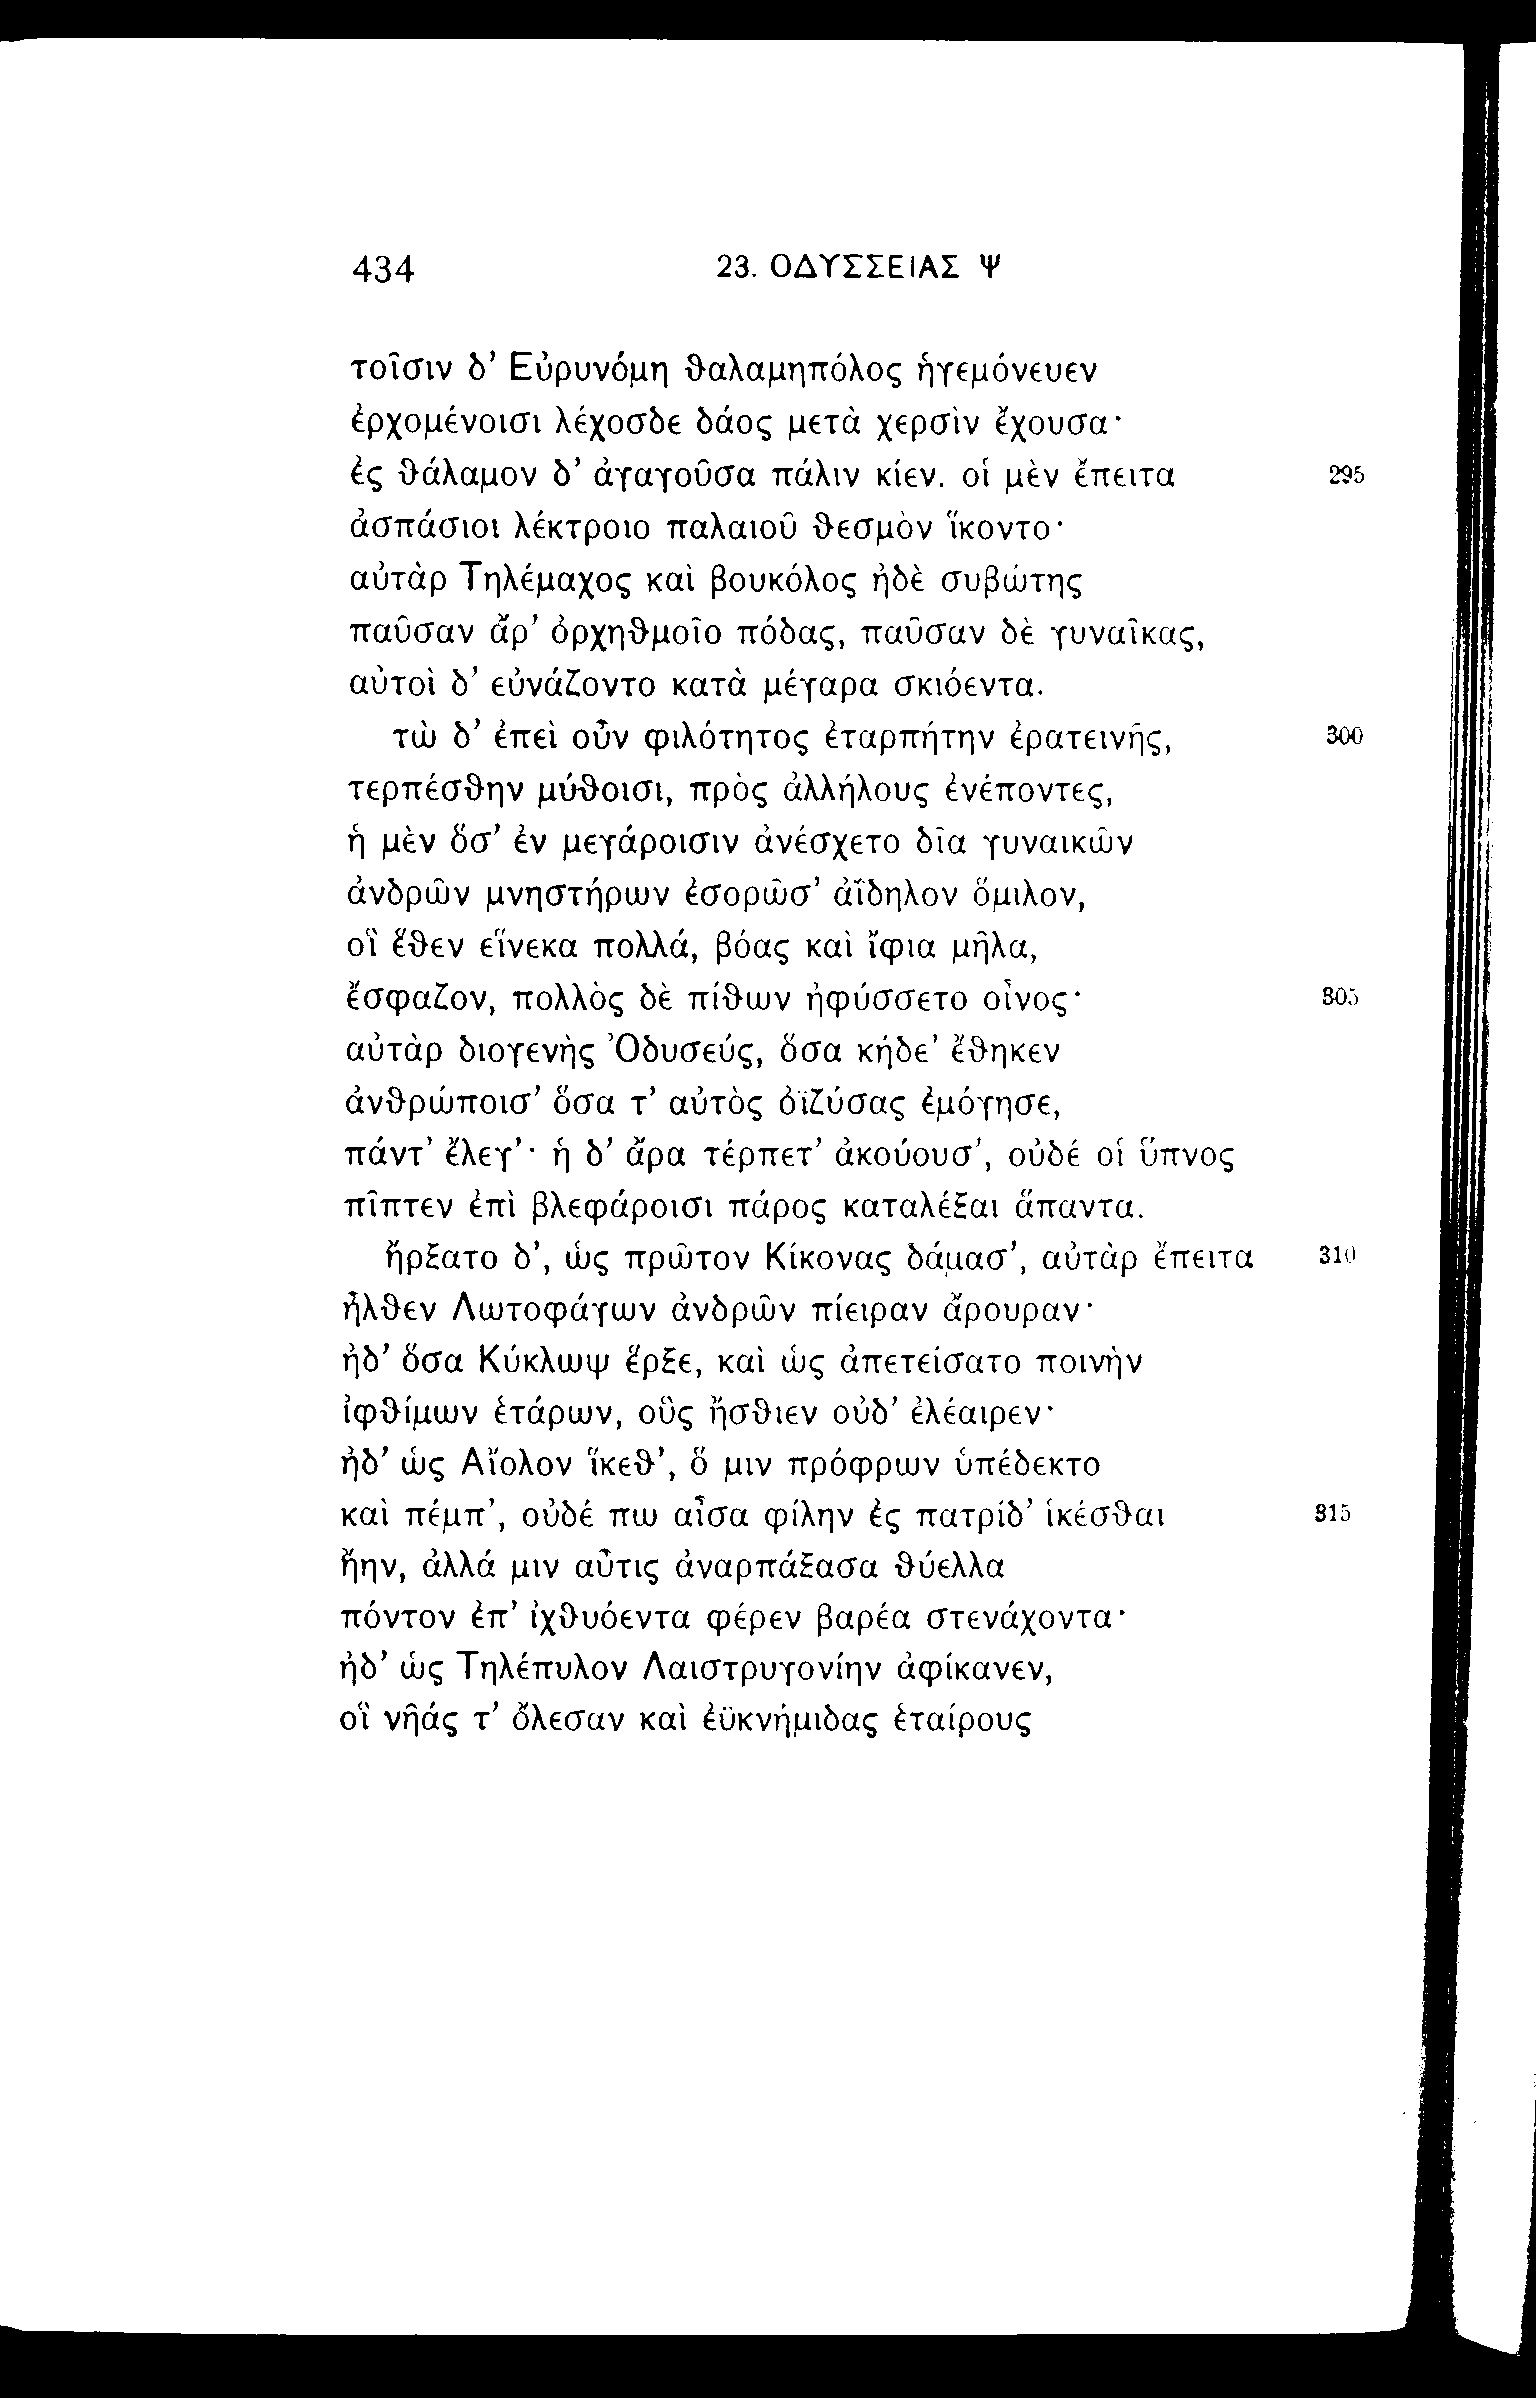 434 23. ΟΔΥΣΣΕΙΑΣ Ψ
τοῖσιν δ’ Εὐρυνόμη θαλαμηπόλος ἡγεμόνευεν
ἐρχομένοισι λέχοσδε δάος μετὰ χερσὶν ἔχουσα·
ἐς θάλαμον δ’ ἀγαγοῦσα πάλιν κίεν. οἱ μὲν ἔπειτα 295
ἀσπάσιοι λέκτροιο παλαιοῦ θεσμὸν ἵκοντο·
αὐτὰρ Τηλέμαχος καὶ βουκόλος ἠδὲ συβώτης
παῦσαν ἄρ’ ὀρχηθμοῖο πόδας, παῦσαν δὲ γυναῖκας,
αὐτοὶ δ’ εὐνάζοντο κατὰ μέγαρα σκιόεντα.
τὼ δ’ ἐπεὶ οὖν φιλότητος ἐταρπήτην ἐρατεινῆς, 300
τερπέσθην μύθοισι, πρὸς ἀλλήλους ἐνέποντες,
ἡ μὲν ὅσ’ ἐν μεγάροισιν ἀνέσχετο δῖα γυναικῶν
ἀνδρῶν μνηστήρων ἐσορῶσ’ ἀΐδηλον ὅμιλον,
οἳ ἕθεν εἵνεκα πολλά, βόας καὶ ἴφια μῆλα,
ἔσφαζον, πολλὸς δὲ πίθων ἠφύσσετο οἶνος· 305
αὐτὰρ διογενὴς Ὀδυσεύς, ὅσα κήδε’ ἔθηκεν
ἀνθρώποισ’ ὅσα τ’ αὐτὸς ὀϊζύσας ἐμόγησε,
πάντ’ ἔλεγ’· ἡ δ’ ἄρα τέρπετ’ ἀκούουσ’, οὐδέ οἱ ὕπνος
πῖπτεν ἐπὶ βλεφάροισι πάρος καταλέξαι ἅπαντα.
ἤρξατο δ’, ὡς πρῶτον Κίκονας δάμασ’, αὐτὰρ ἔπειτα 310
ἦλθεν Λωτοφάγων ἀνδρῶν πίειραν ἄρουραν·
ἠδ’ ὅσα Κύκλωψ ἕρξε, καὶ ὡς ἀπετείσατο ποινὴν
ἰφθίμων ἑτάρων, οὓς ἤσθιεν οὐδ’ ἐλέαιρεν·
ἠδ’ ὡς Αἴολον ἵκεθ’, ὅ μιν πρόφρων ὑπέδεκτο
καὶ πέμπ’, οὐδέ πω αἶσα φίλην ἐς πατρίδ’ ἱκέσθαι 315
ἤην, ἀλλά μιν αὖτις ἀναρπάξασα θύελλα
πόντον ἐπ’ ἰχθυόεντα φέρεν βαρέα στενάχοντα·
ἠδ’ ὡς Τηλέπυλον Λαιστρυγονίην ἀφίκανεν,
οἳ νῆάς τ’ ὄλεσαν καὶ ἐϋκνήμιδας ἑταίρους